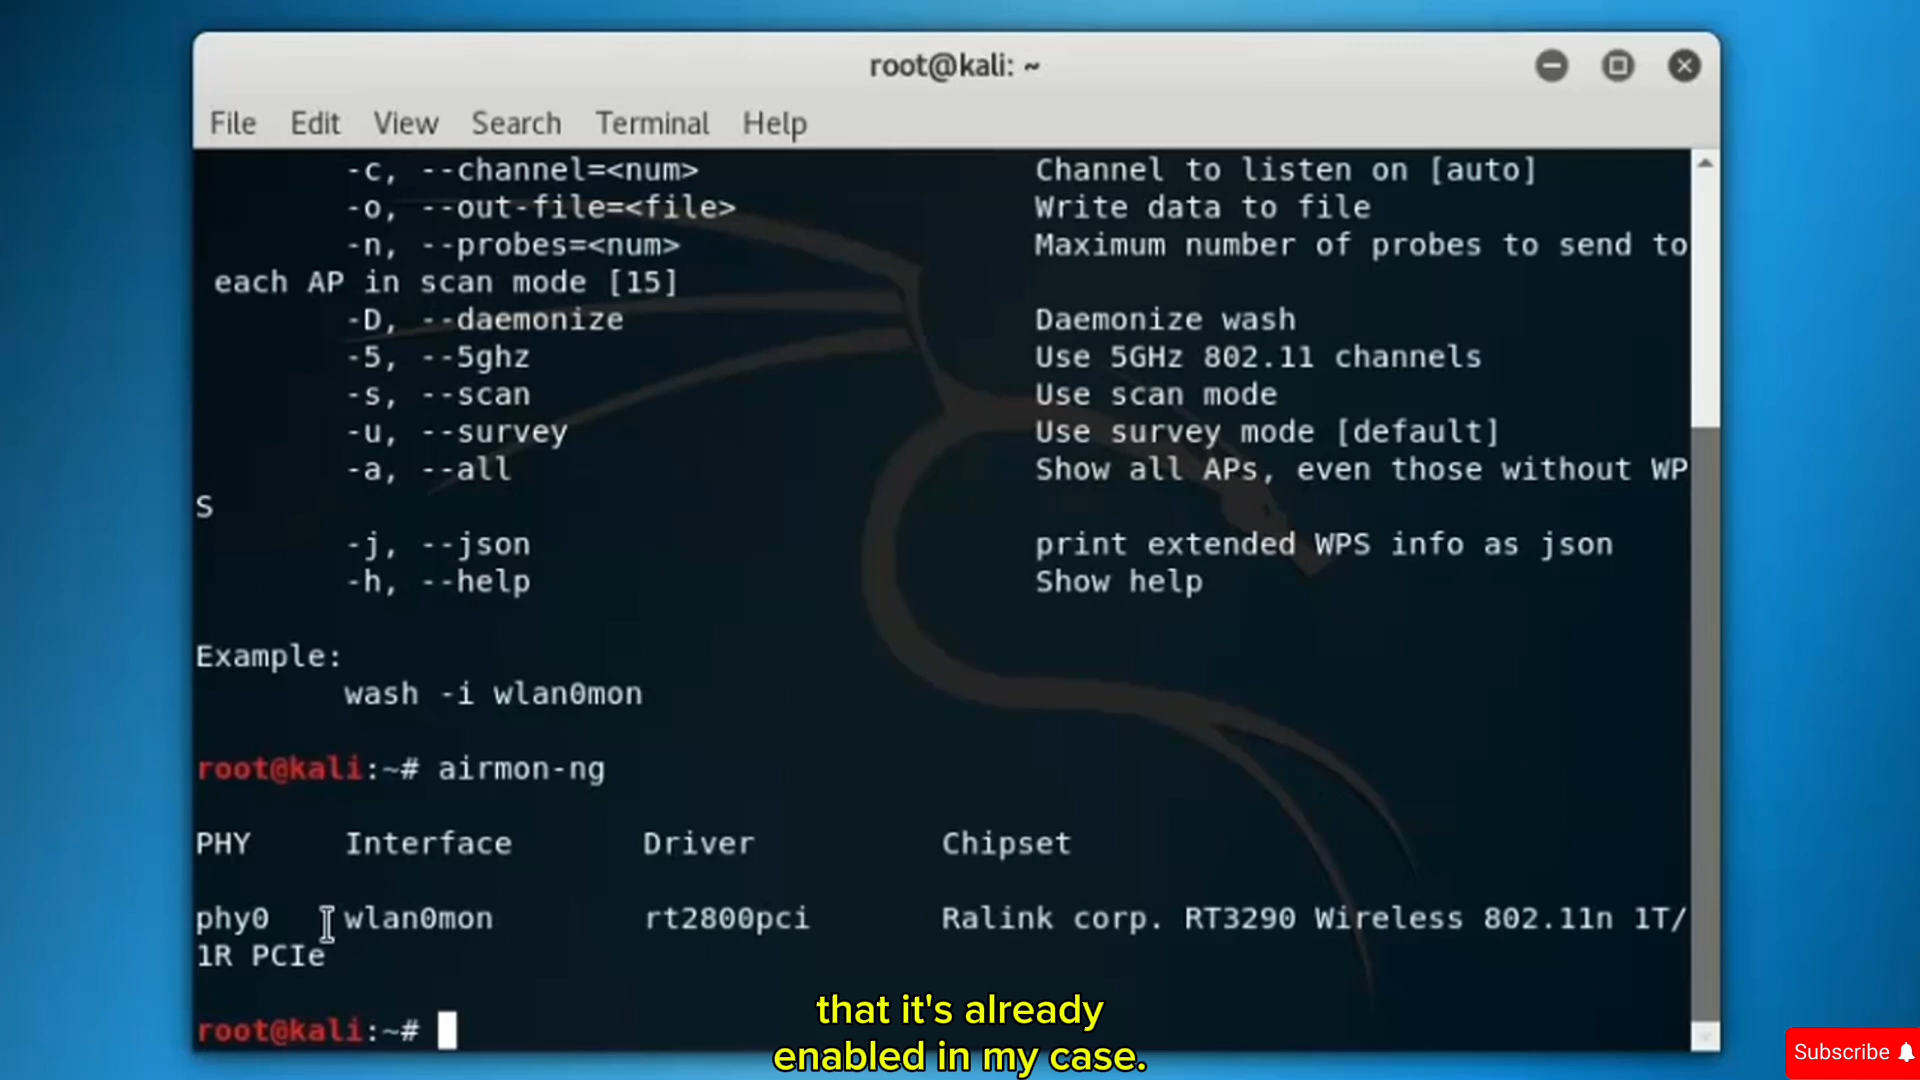 root@kali: ~
File Edit View Search Terminal Help
-c, --channel=<num> Channel to listen on [auto]
-o, --out-file=<file> Write data to file
-n, --probes=<num> Maximum number of probes to send to
each AP in scan mode [15]
-D, --daemonize Daemonize wash
-5, --5ghz Use 5GHz 802.11 channels
-s, --scan Use scan mode
-u, --survey Use survey mode [default]
-a, --all Show all APs, even those without WP
S
-j, --json print extended WPS info as json
-h, --help Show help
Example:
wash -i wlan0mon
root@kali:~# airmon-ng
PHY Interface Driver Chipset
phy0 wlan0mon rt2800pci Ralink corp. RT3290 Wireless 802.11n 1T/
1R PCIe
root@kali:~#
that it's already
enabled in my case.
Subscribe